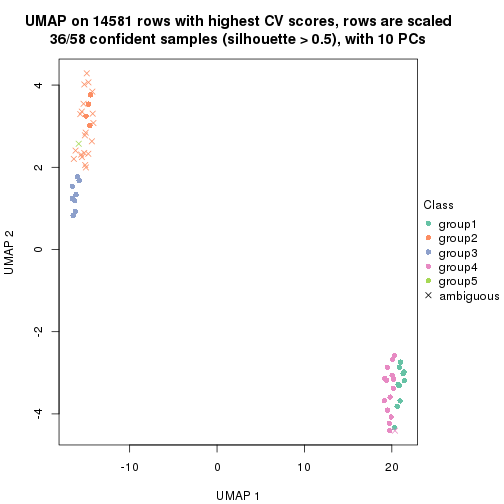 UMAP on 14581 rows with highest CV scores, rows are scaled
36/58 confident samples (silhouette > 0.5), with 10 PCs
4
2
0
-2
-4
UMAP 2
-10
0
10
20
UMAP 1
Class
group1
group2
group3
group4
group5
ambiguous